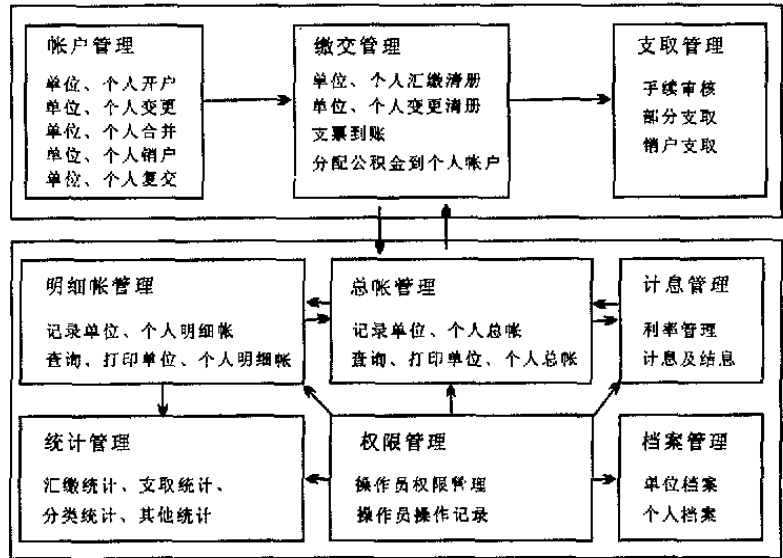 帐户管理
单位、个人开户
单位、个人变更
单位、个人合并
单位、个人销户
单位、个人复交
缴交管理
单位、个人汇缴清册
单位、个人变更清册
支票到账
分配公积金到个人帐户
支取管理
手续审核
部分支取
销户支取
明细帐管理
记录单位、个人明细帐
查询、打印单位、个人明细帐
总帐管理
记录单位、个人总帐
查询、打印单位、个人总帐
计息管理
利率管理
计息及结息
统计管理
汇缴统计、支取统计、
分类统计、其他统计
权限管理
操作员权限管理
操作员操作记录
档案管理
单位档案
个人档案